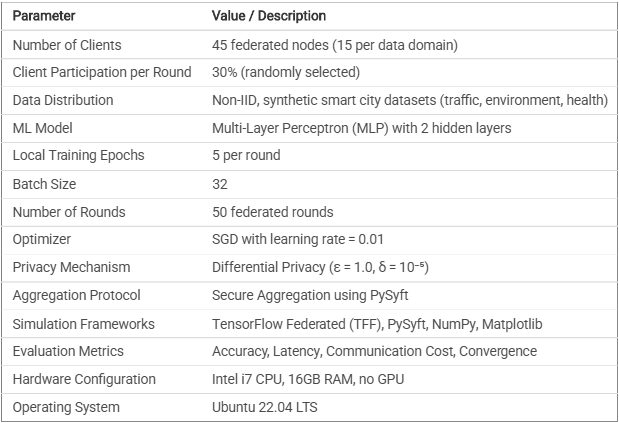 Parameter Value / Description
Number of Clients 45 federated nodes (15 per data domain)
Client Participation per Round 30% (randomly selected)
Data Distribution Non-IID, synthetic smart city datasets (traffic, environment, health)
ML Model Multi-Layer Perceptron (MLP) with 2 hidden layers
Local Training Epochs 5 per round
Batch Size 32
Number of Rounds 50 federated rounds
Optimizer SGD with learning rate = 0.01
Privacy Mechanism Differential Privacy (ε = 1.0, δ = 10⁻⁵)
Aggregation Protocol Secure Aggregation using PySyft
Simulation Frameworks TensorFlow Federated (TFF), PySyft, NumPy, Matplotlib
Evaluation Metrics Accuracy, Latency, Communication Cost, Convergence
Hardware Configuration Intel i7 CPU, 16GB RAM, no GPU
Operating System Ubuntu 22.04 LTS